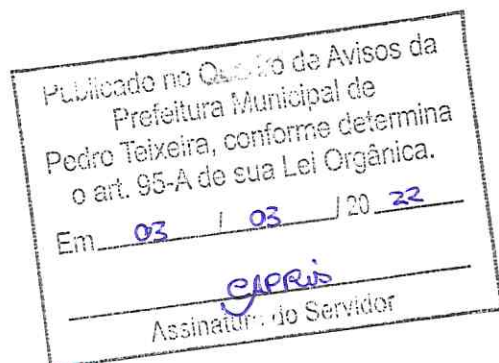 Publicado no Quadro de Avisos da
Prefeitura Municipal de
Pedro Teixeira, conforme determina
o art. 95-A de sua Lei Orgânica.
Em 03 / 03 / 20 22
Assinatura do Servidor